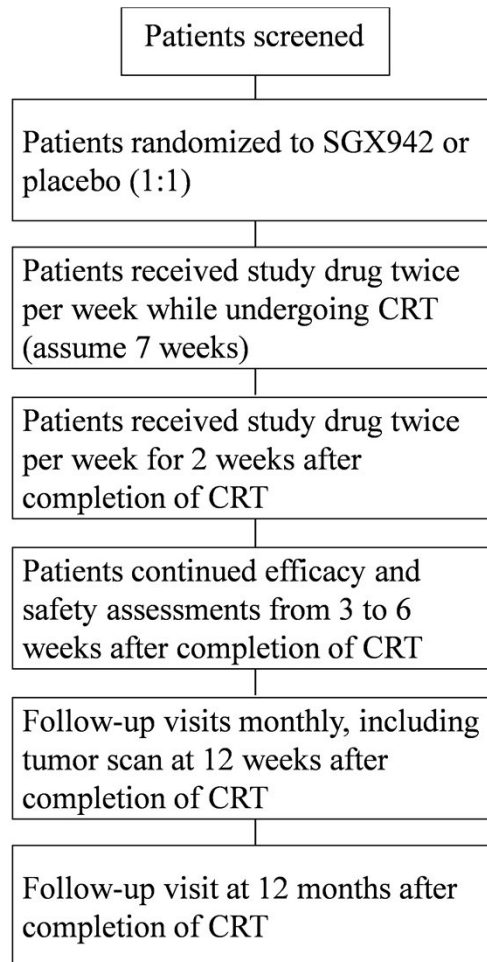 Patients screened
Patients randomized to SGX942 or
placebo (1:1)
Patients received study drug twice
per week while undergoing CRT
(assume 7 weeks)
Patients received study drug twice
per week for 2 weeks after
completion of CRT
Patients continued efficacy and
safety assessments from 3 to 6
weeks after completion of CRT
Follow-up visits monthly, including
tumor scan at 12 weeks after
completion of CRT
Follow-up visit at 12 months after
completion of CRT